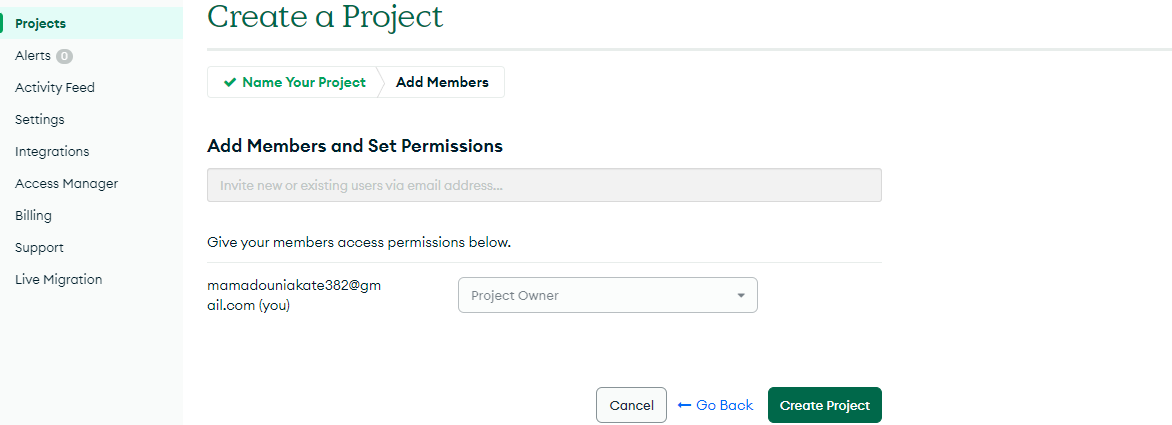 Projects
Alerts 0
Activity Feed
Settings
Integrations
Access Manager
Billing
Support
Live Migration
Create a Project
Name Your Project
Add Members
Add Members and Set Permissions
Invite new or existing users via email address...
Give your members access permissions below.
mamadouniakate382@gm
ail.com (you)
Project Owner
Cancel
Go Back
Create Project